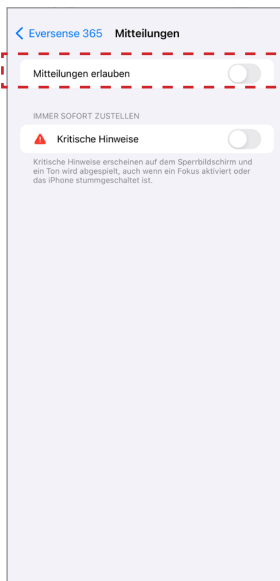 Eversense 365 Mitteilungen
Mitteilungen erlauben
IMMER SOFORT ZUSTELLEN
Kritische Hinweise
Kritische Hinweise erscheinen auf dem Sperrbildschirm und
ein Ton wird abgespielt, auch wenn ein Fokus aktiviert oder
das iPhone stummgeschaltet ist.